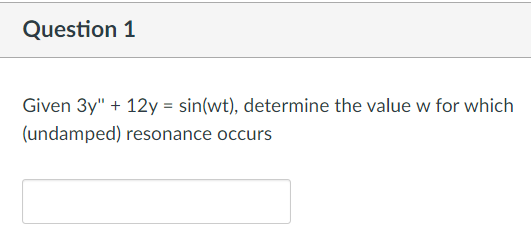 Question 1
Given 3y" + 12y = sin(wt), determine the value w for which
(undamped) resonance occurs